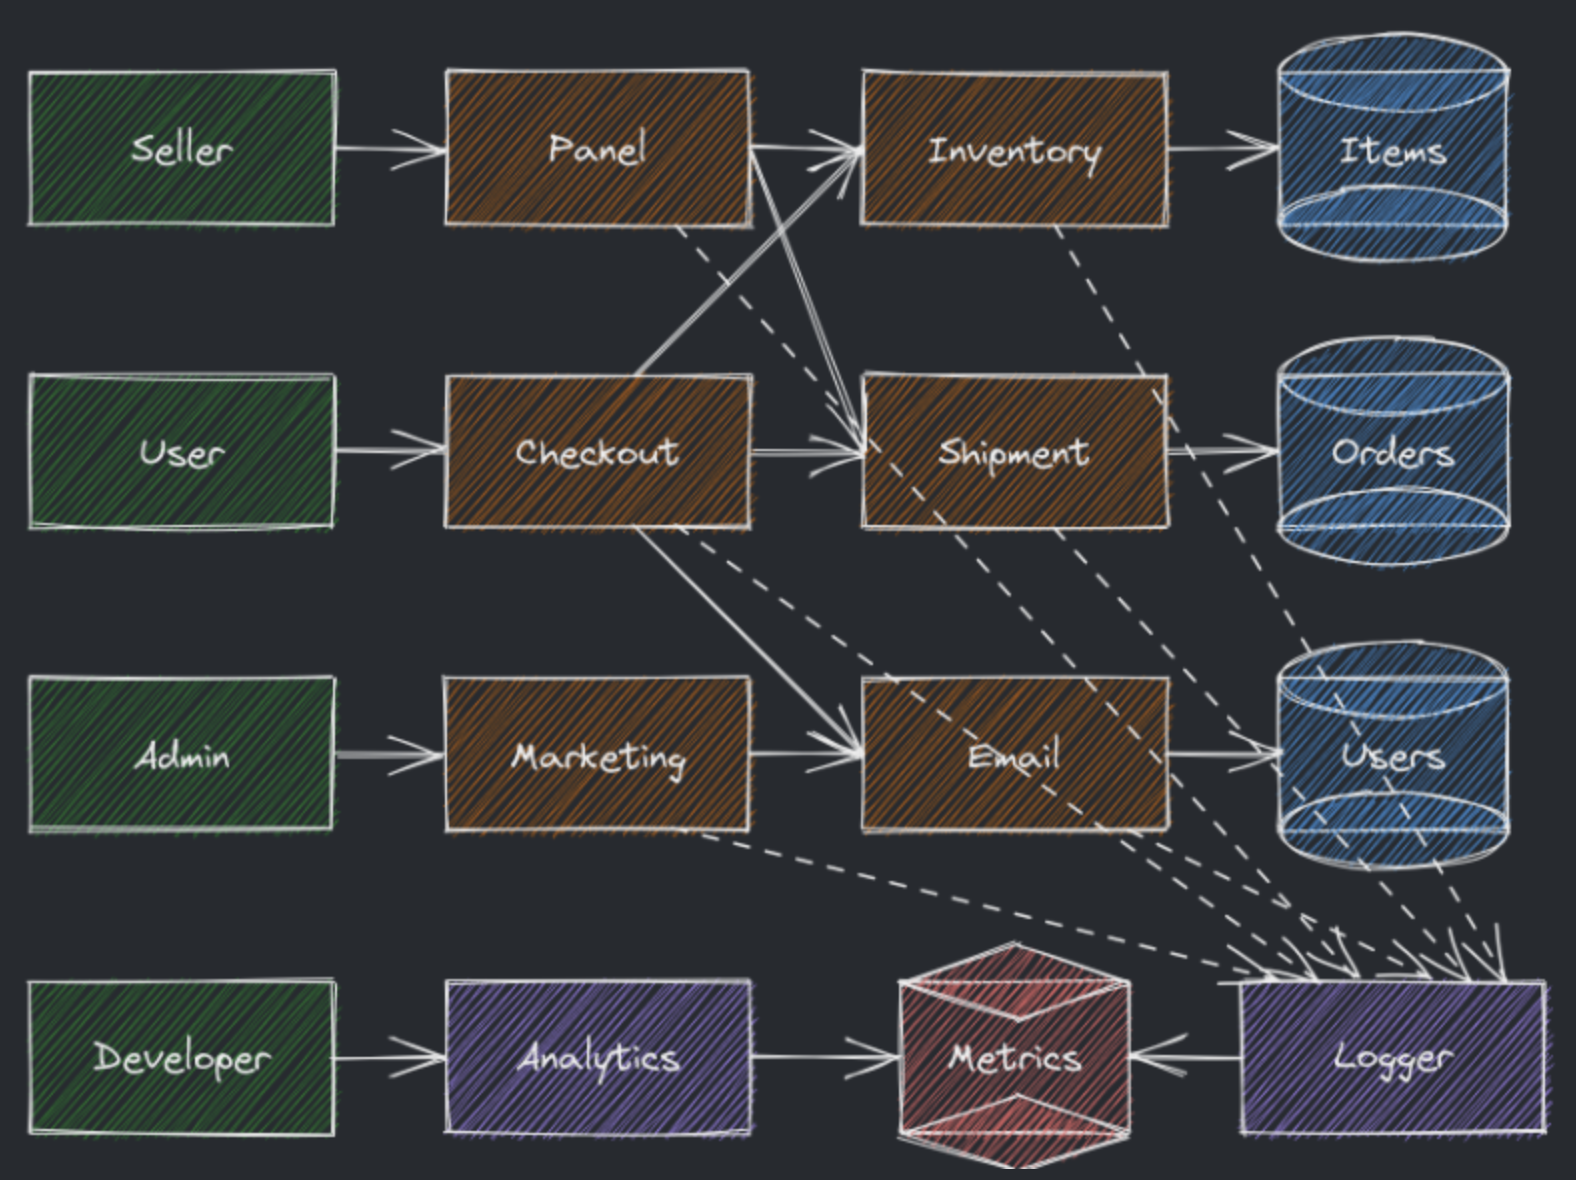 Seller
Panel
Inventory
Items
User
Checkout
Shipment
Orders
Admin
Marketing
Email
Users
Developer
Analytics
Metrics
Logger